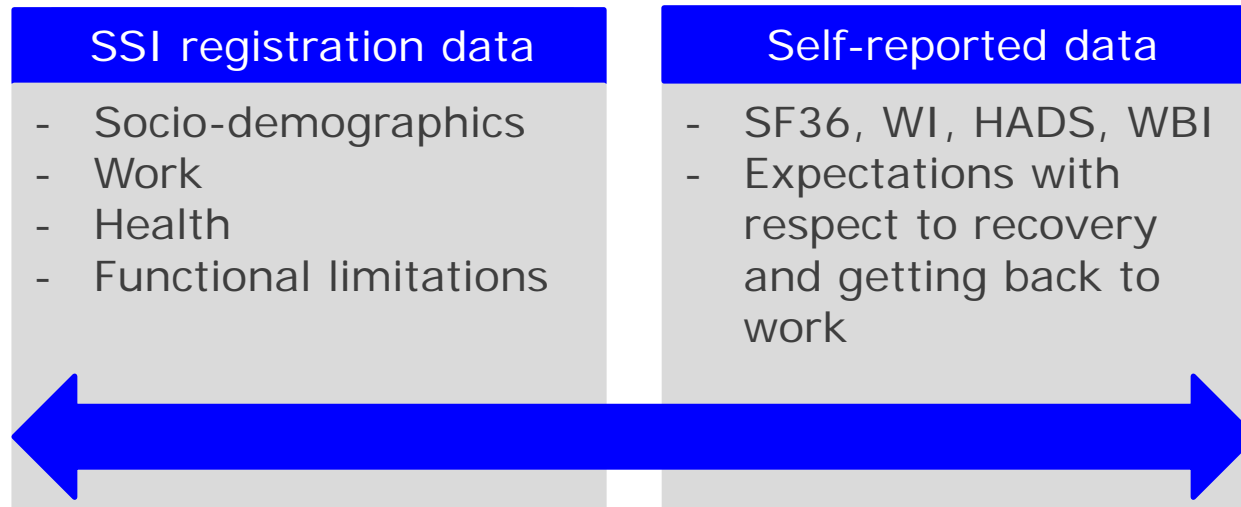 SSI registration data
- Socio-demographics
- Work
- Health
- Functional limitations
Self-reported data
- SF36, WI, HADS, WBI
- Expectations with
respect to recovery
and getting back to
work